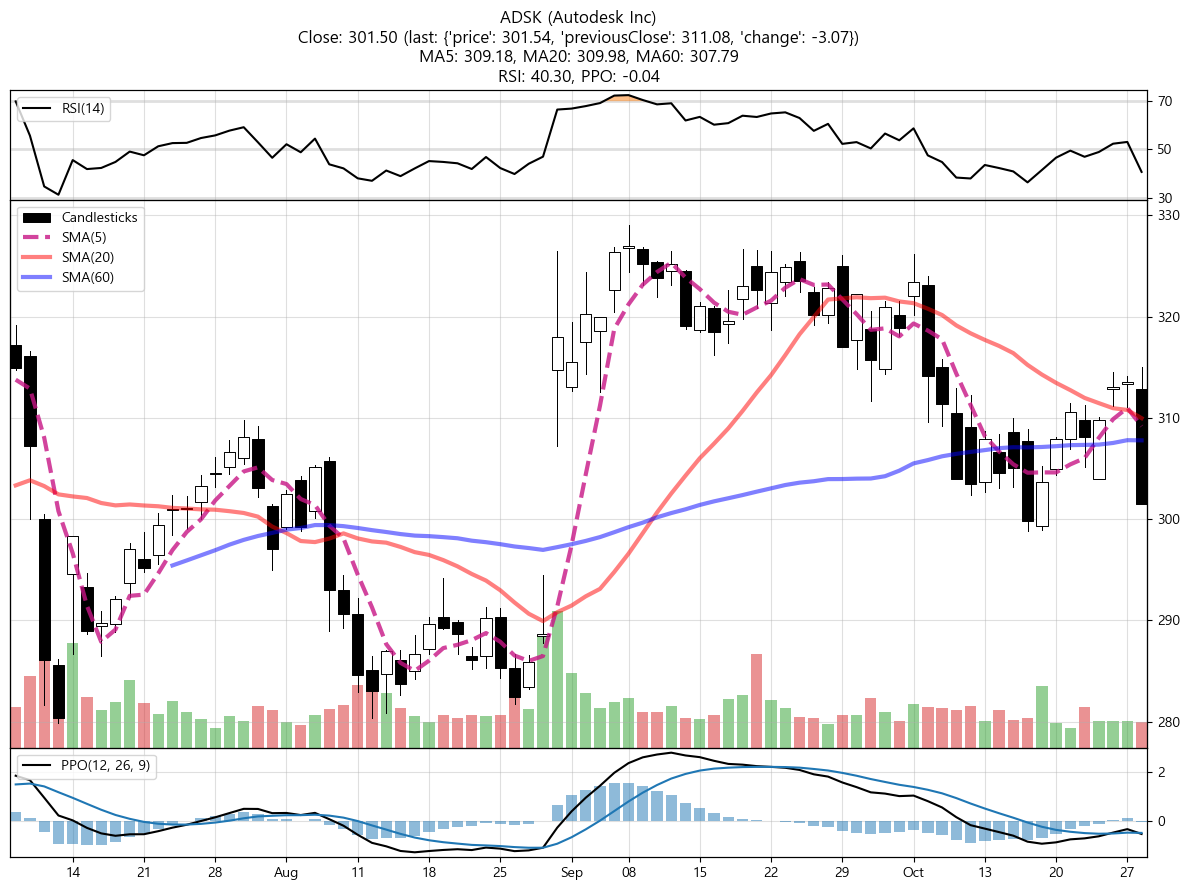 ADSK (Autodesk Inc)
Close: 301.50 (last: {'price': 301.54, 'previousClose': 311.08, 'change': -3.07})
MA5: 309.18, MA20: 309.98, MA60: 307.79
RSI: 40.30, PPO: -0.04
RSI(14)
70
50
30
Candlesticks
SMA(5)
SMA(20)
SMA(60)
330
320
310
300
290
280
PPO(12, 26, 9)
2
0
14 21 28 Aug 11 18 25 Sep 08 15 22 29 Oct 13 20 27